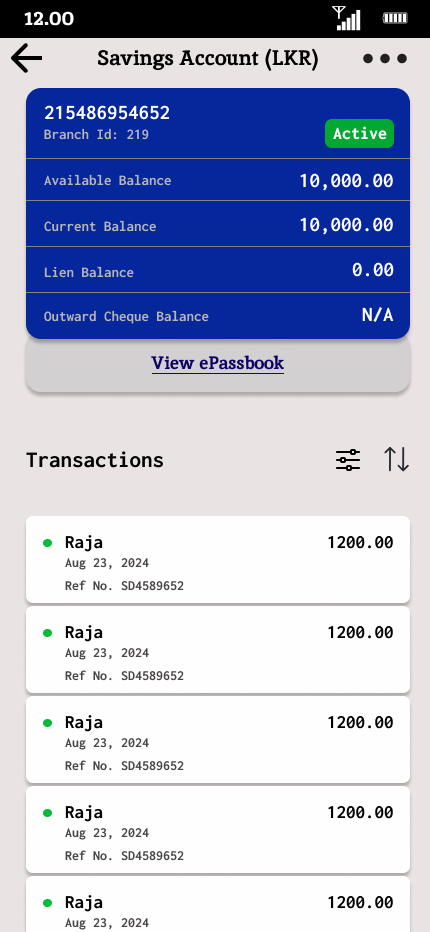 12.00
Savings Account (LKR)
215486954652
Branch Id: 219
Active
Available Balance 10,000.00
Current Balance 10,000.00
Lien Balance 0.00
Outward Cheque Balance N/A
View ePassbook
Transactions
Raja 1200.00
Aug 23, 2024
Ref No. SD4589652
Raja 1200.00
Aug 23, 2024
Ref No. SD4589652
Raja 1200.00
Aug 23, 2024
Ref No. SD4589652
Raja 1200.00
Aug 23, 2024
Ref No. SD4589652
Raja 1200.00
Aug 23, 2024